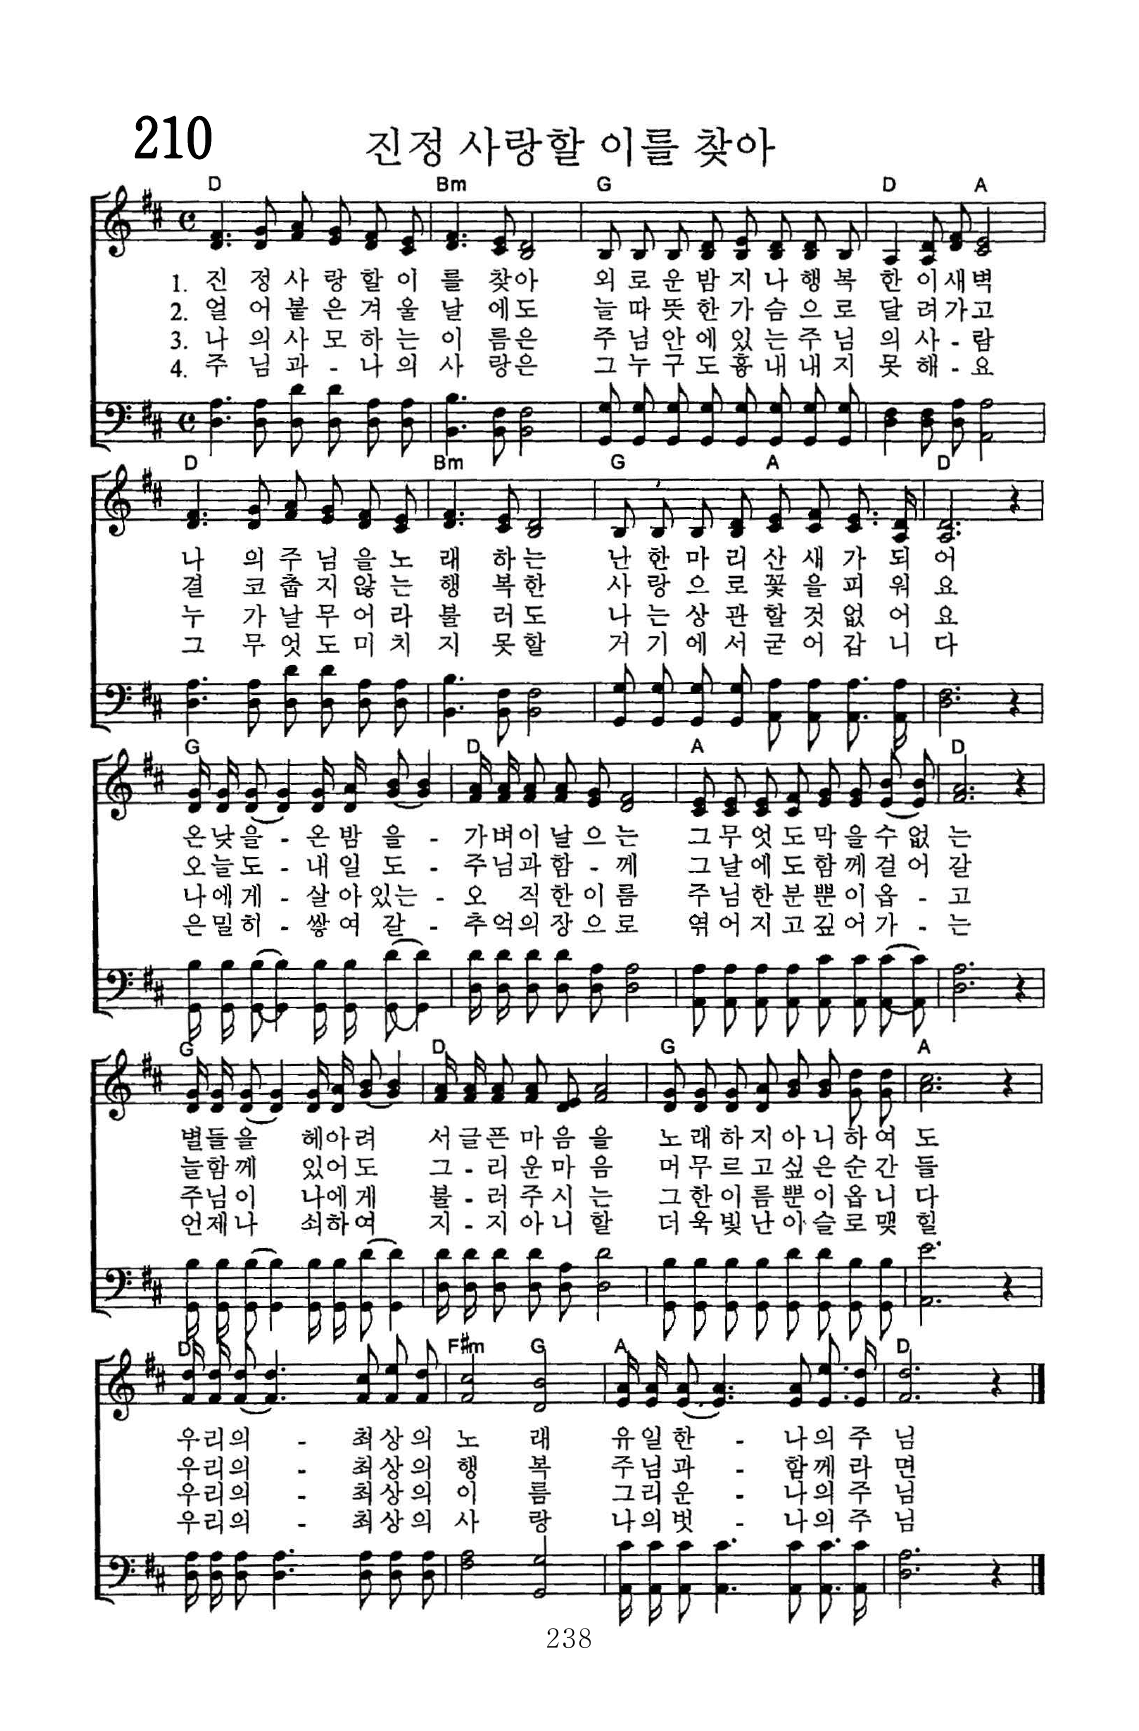 210
진정 사랑할 이를 찾아
D Bm G D A
1. 진 정 사 랑 할 이 를 찾아 외 로 운 밤 지 나 행 복 한 이새벽
2. 얼 어 붙 은 겨 울 날 에도 늘 따 뜻 한 가 슴 으 로 달 려가고
3. 나 의 사 모 하 는 이 름은 주 님 안 에 있 는 주 님 의 사 - 람
4. 주 님 과 - 나 의 사 랑은 그 누 구 도 흉 내 내 지 못 해 - 요
D Bm G A D
나 의 주 님 을 노 래 하는 난 한 마 리 산 새 가 되 어
결 코 춥 지 않 는 행 복한 사 랑 으 로 꽃 을 피 워 요
누 가 날 무 어 라 불 러도 나 는 상 관 할 것 없 어 요
그 무 엇 도 미 치 지 못할 거 기 에 서 굳 어 갑 니 다
G D A D
온 낮 을 - 온 밤 을 - 가 벼 이 날 으 는 그 무 엇 도 막 을 수 없 는
오 늘 도 - 내 일 도 - 주 님 과 함 - 께 그 날 에 도 함 께 걸 어 갈
나 에 게 - 살 아 있는 - 오 직 한 이 름 주 님 한 분 뿐 이 옵 - 고
은 밀 히 - 쌓 여 갈 - 추 억 의 장 으 로 엮 어 지 고 깊 어 가 - 는
G D G A
별 들 을 헤 아 려 서 글 픈 마 음 을 노 래 하 지 아 니 하 여 도
늘 함 께 있 어 도 그 - 리 운 마 음 머 무 르 고 싶 은 순 간 들
주 님 이 나 에 게 불 - 러 주 시 는 그 한 이 름 뿐 이 옵 니 다
언 제 나 쇠 하 여 지 - 지 아 니 할 더 욱 빛 난 이 슬 로 맺 힐
D F#m G A D
우 리 의 - 최 상 의 노 래 유 일 한 - 나 의 주 님
우 리 의 - 최 상 의 행 복 주 님 과 - 함 께 라 면
우 리 의 - 최 상 의 이 름 그 리 운 - 나 의 주 님
우 리 의 - 최 상 의 사 랑 나 의 벗 - 나 의 주 님
238